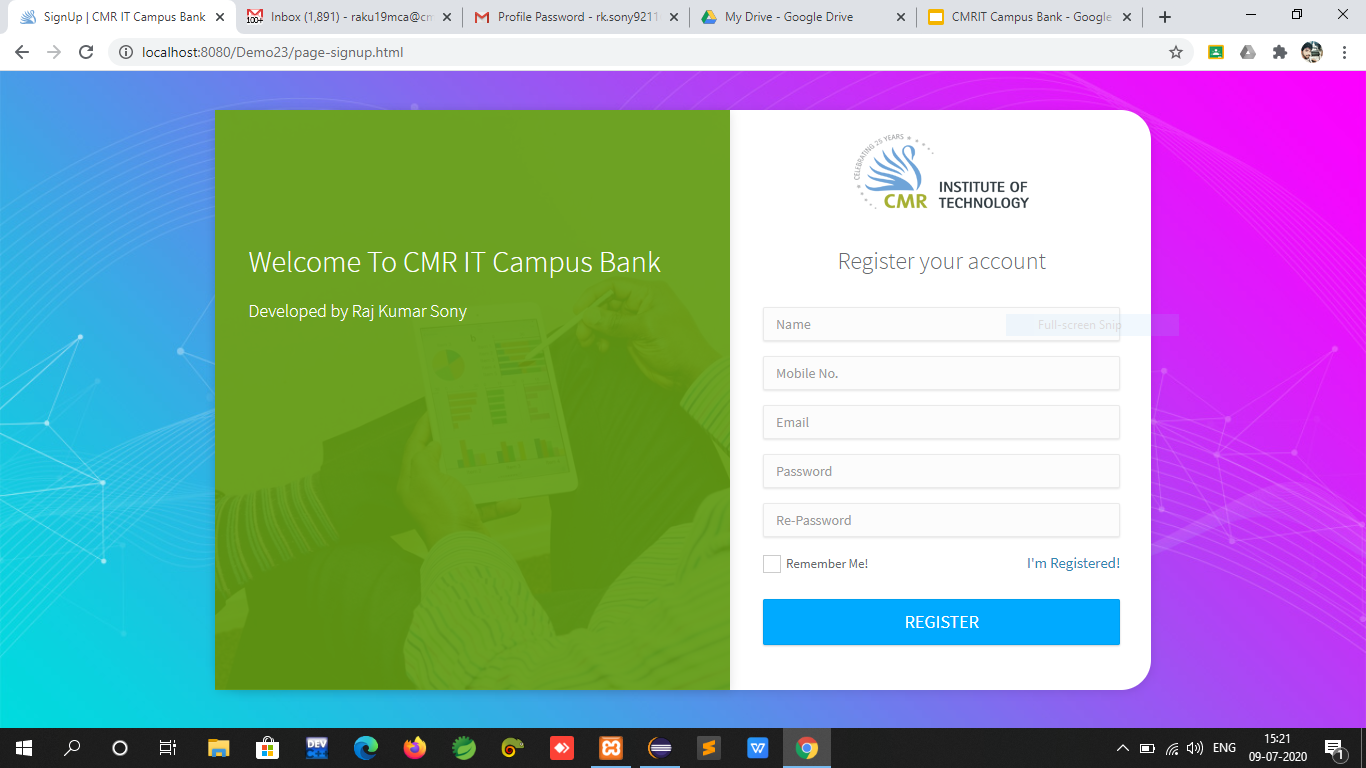 SignUp | CMR IT Campus Bank
Inbox (1,891) - raku19mca@cm
Profile Password - rk.sony9211
My Drive - Google Drive
CMRIT Campus Bank - Google
localhost:8080/Demo23/page-signup.html
CELEBRATING 25 YEARS
CMR
INSTITUTE OF
TECHNOLOGY
Welcome To CMR IT Campus Bank
Developed by Raj Kumar Sony
Register your account
Name
Full-screen Snip
Mobile No.
Email
Password
Re-Password
Remember Me!
I'm Registered!
REGISTER
DEV
ENG
15:21
09-07-2020
1